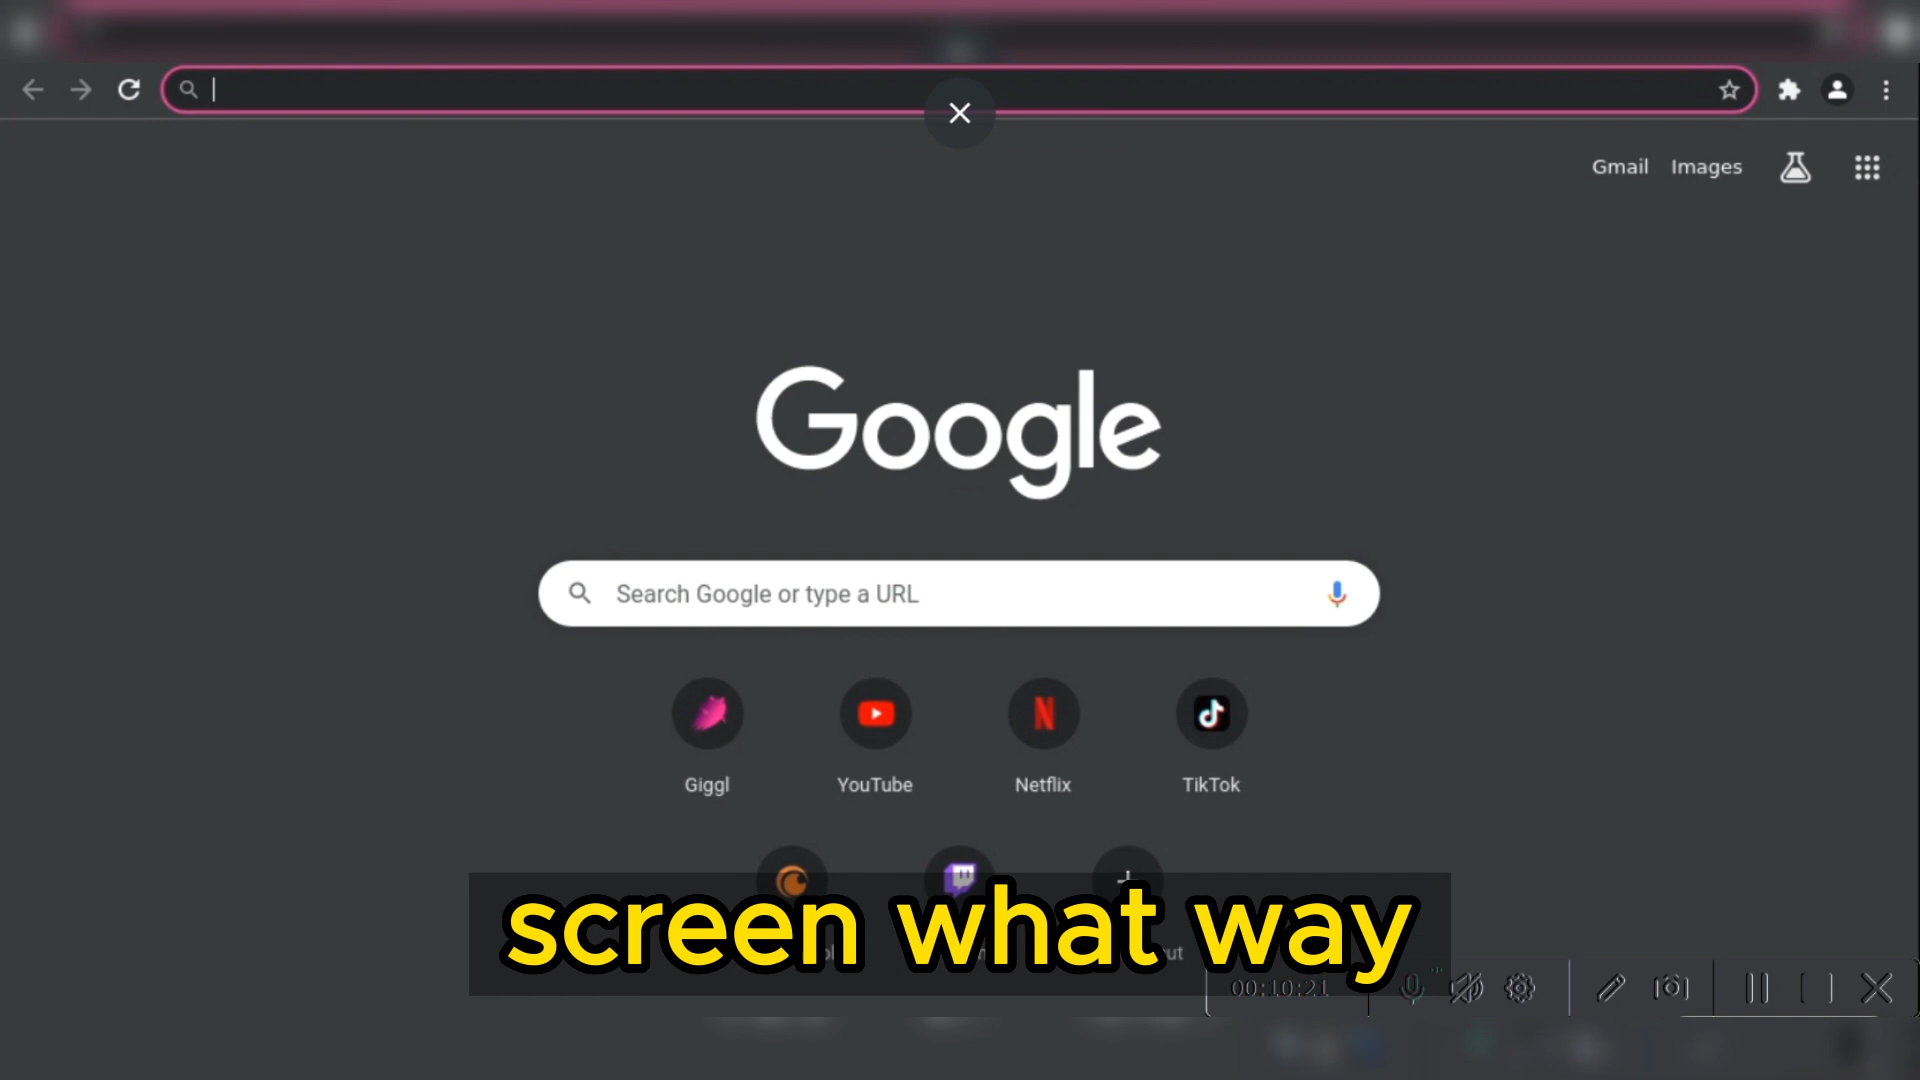 Gmail Images
Google
Search Google or type a URL
Giggl YouTube Netflix TikTok
screen what way
00:10:21